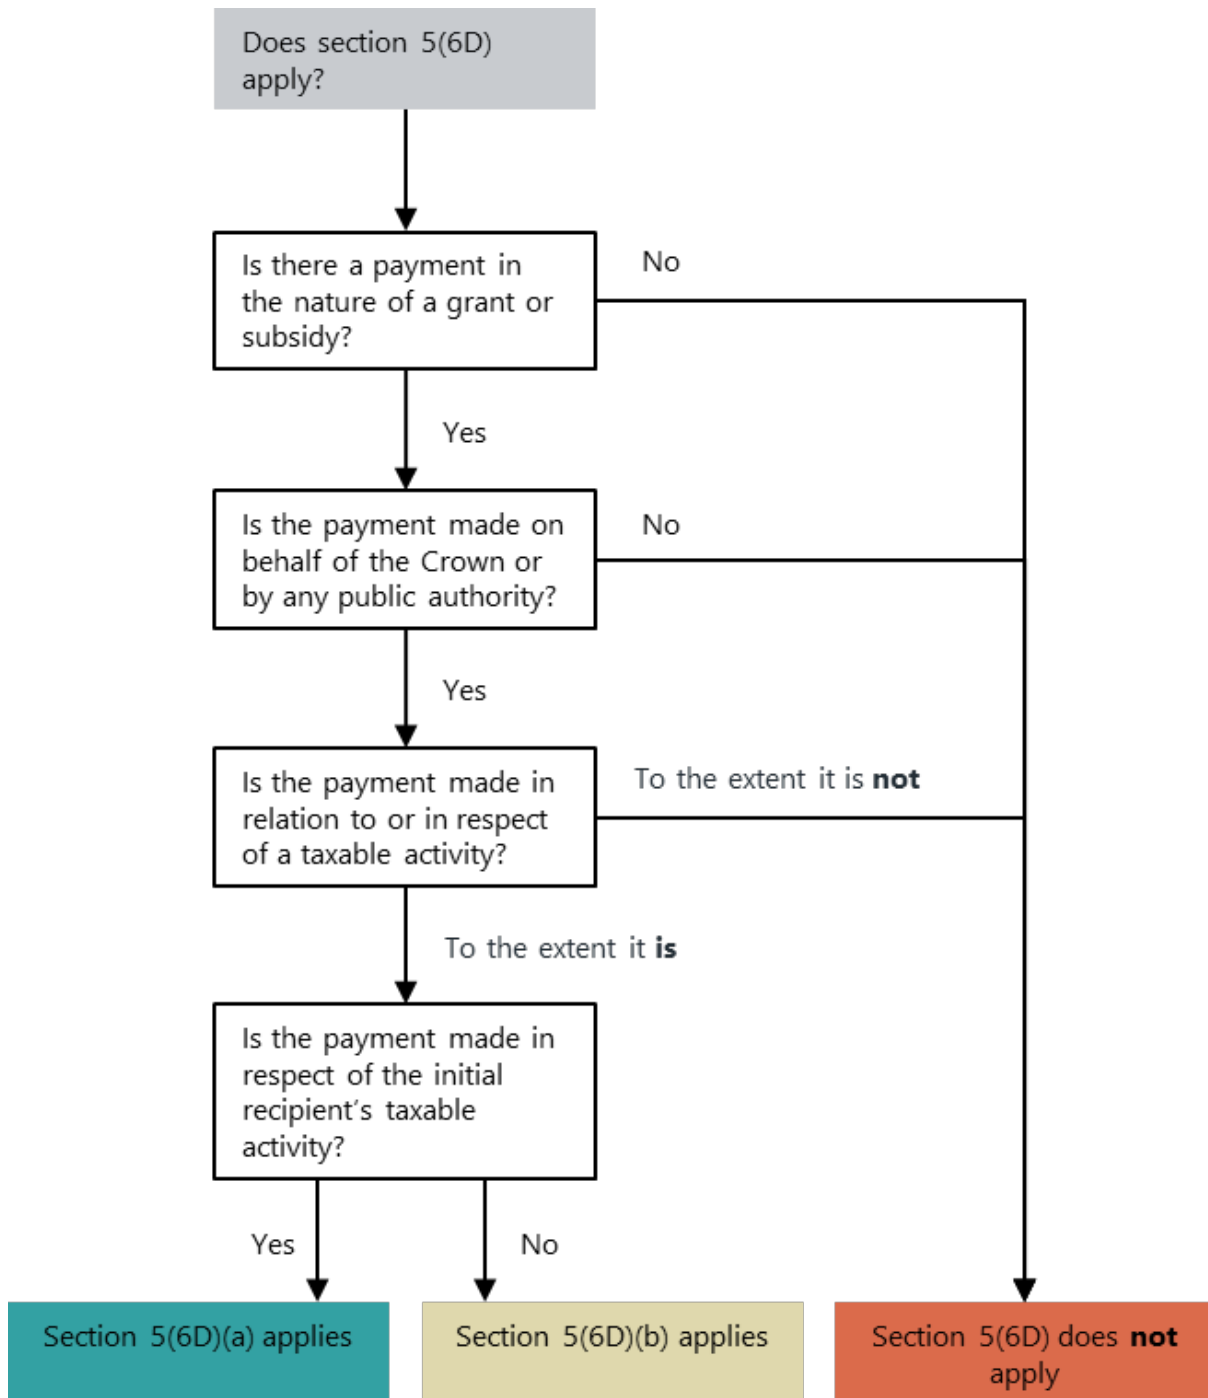 Does section 5(6D)
apply?
Is there a payment in
the nature of a grant or
subsidy?
No
Yes
Is the payment made on
behalf of the Crown or
by any public authority?
No
Yes
Is the payment made in
relation to or in respect
of a taxable activity?
To the extent it is not
To the extent it is
Is the payment made in
respect of the initial
recipient's taxable
activity?
Yes
No
Section 5(6D)(a) applies
Section 5(6D)(b) applies
Section 5(6D) does not
apply